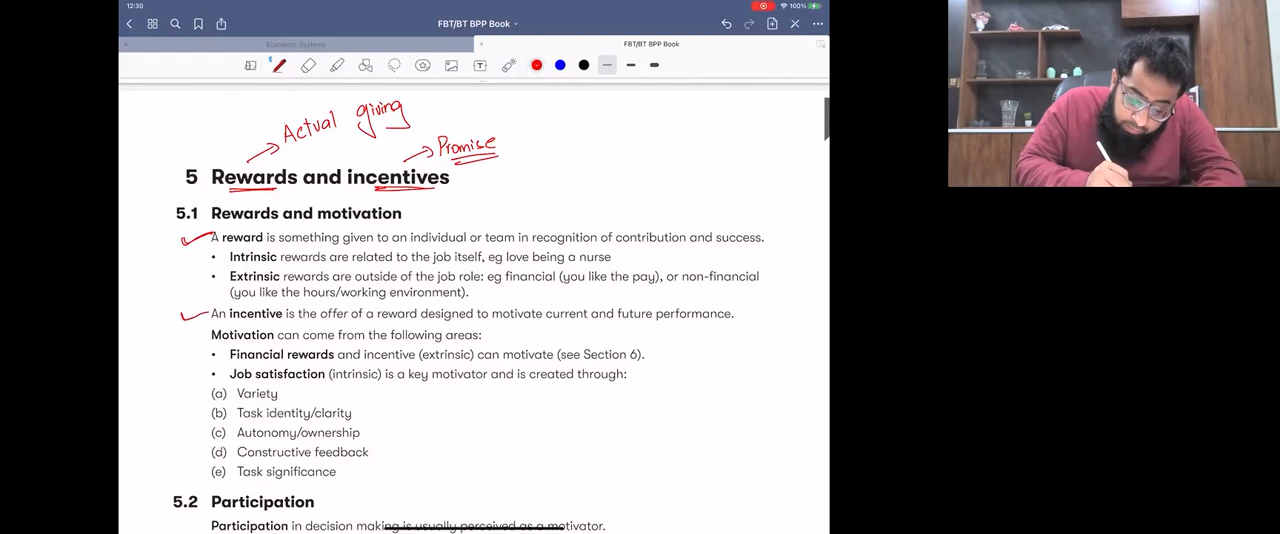 12:30
100%
FBT/BT BPP Book
Economic Systems
FBT/BT BPP Book
Actual giving
Promise
5 Rewards and incentives
5.1 Rewards and motivation
A reward is something given to an individual or team in recognition of contribution and success.
• Intrinsic rewards are related to the job itself, eg love being a nurse
• Extrinsic rewards are outside of the job role: eg financial (you like the pay), or non-financial
(you like the hours/working environment).
An incentive is the offer of a reward designed to motivate current and future performance.
Motivation can come from the following areas:
• Financial rewards and incentive (extrinsic) can motivate (see Section 6).
• Job satisfaction (intrinsic) is a key motivator and is created through:
(a) Variety
(b) Task identity/clarity
(c) Autonomy/ownership
(d) Constructive feedback
(e) Task significance
5.2 Participation
Participation in decision making is usually perceived as a motivator.